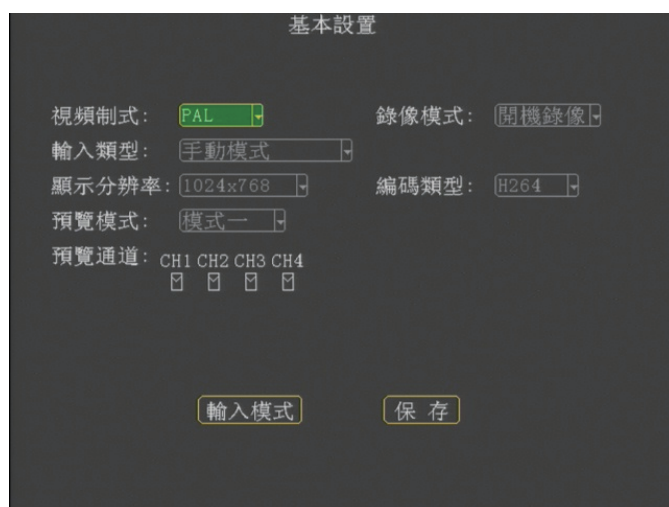 基本設置
視頻制式： PAL 錄像模式： 開機錄像
輸入類型： 手動模式
顯示分辨率： 1024x768 编碼類型： H264
預覽模式： 模式一
預覽通道： CH1 CH2 CH3 CH4
輸入模式 保 存